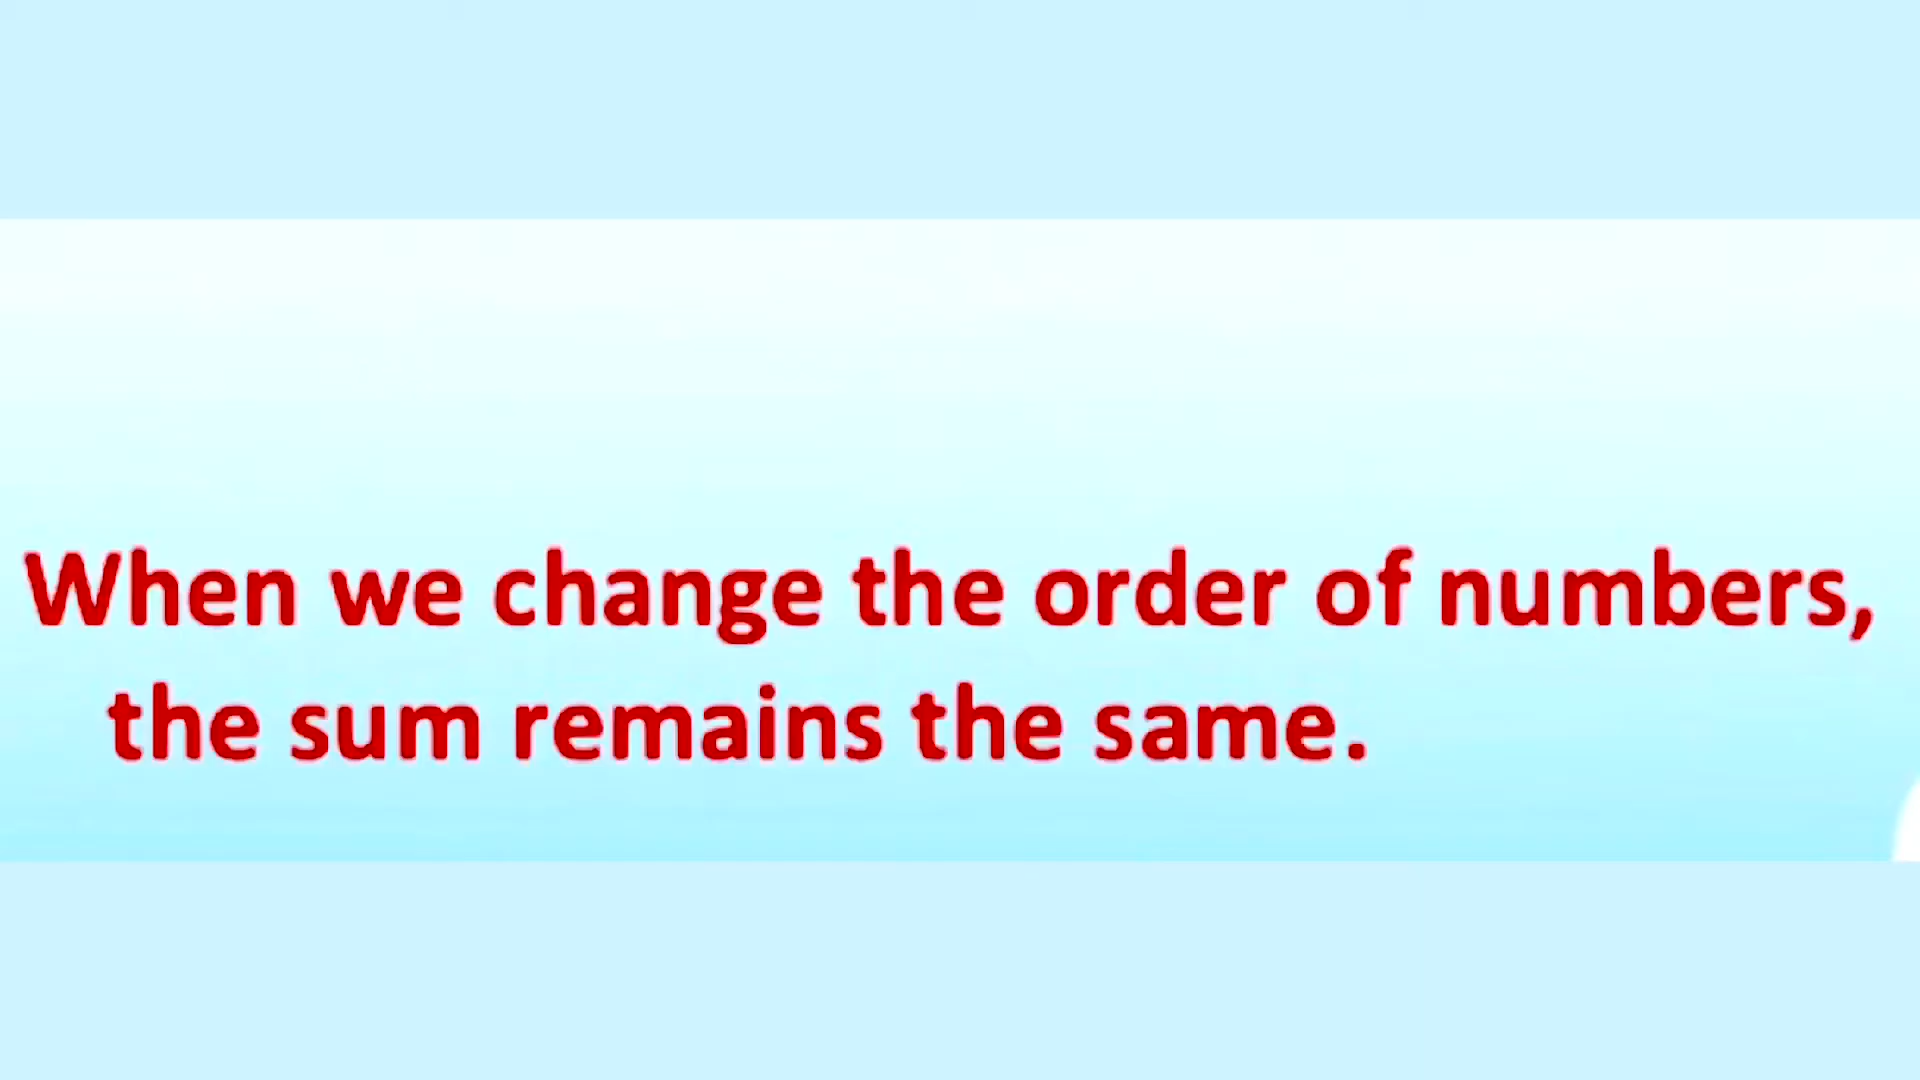 When we change the order of numbers,
the sum remains the same.